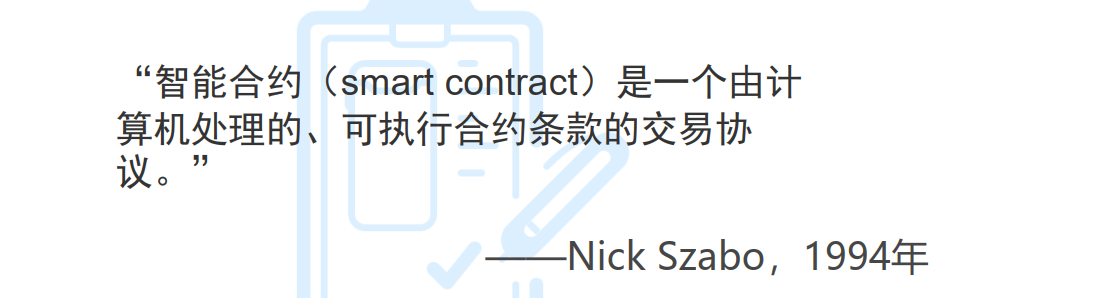 “智能合约（smart contract）是一个由计
算机处理的、可执行合约条款的交易协
议。”
——Nick Szabo，1994年